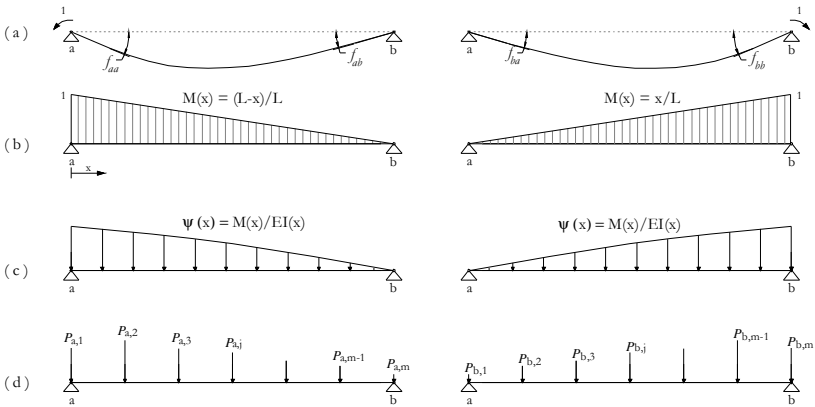 1 1
( a ) a f_aa f_ab b f_ba f_bb b
a
M(x) = (L-x)/L M(x) = x/L
1 1
( b )
a b a b
x
ψ (x) = M(x)/EI(x) ψ (x) = M(x)/EI(x)
( c )
a b a b
P_a,1 P_a,2 P_a,3 P_a,j P_a,m-1 P_a,m P_b,1 P_b,2 P_b,3 P_b,j P_b,m-1 P_b,m
( d )
a b a b